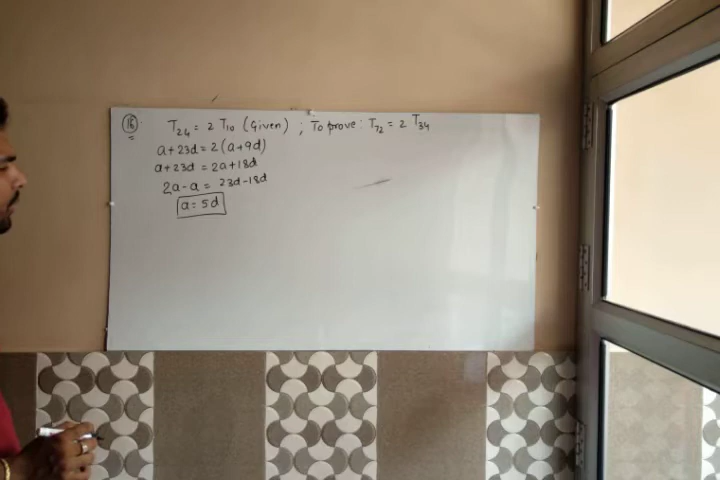 16. T24 = 2 T10 (Given) ; To prove: T72 = 2 T34
a+23d = 2(a+9d)
a+23d = 2a+18d
2a-a = 23d-18d
a = 5d